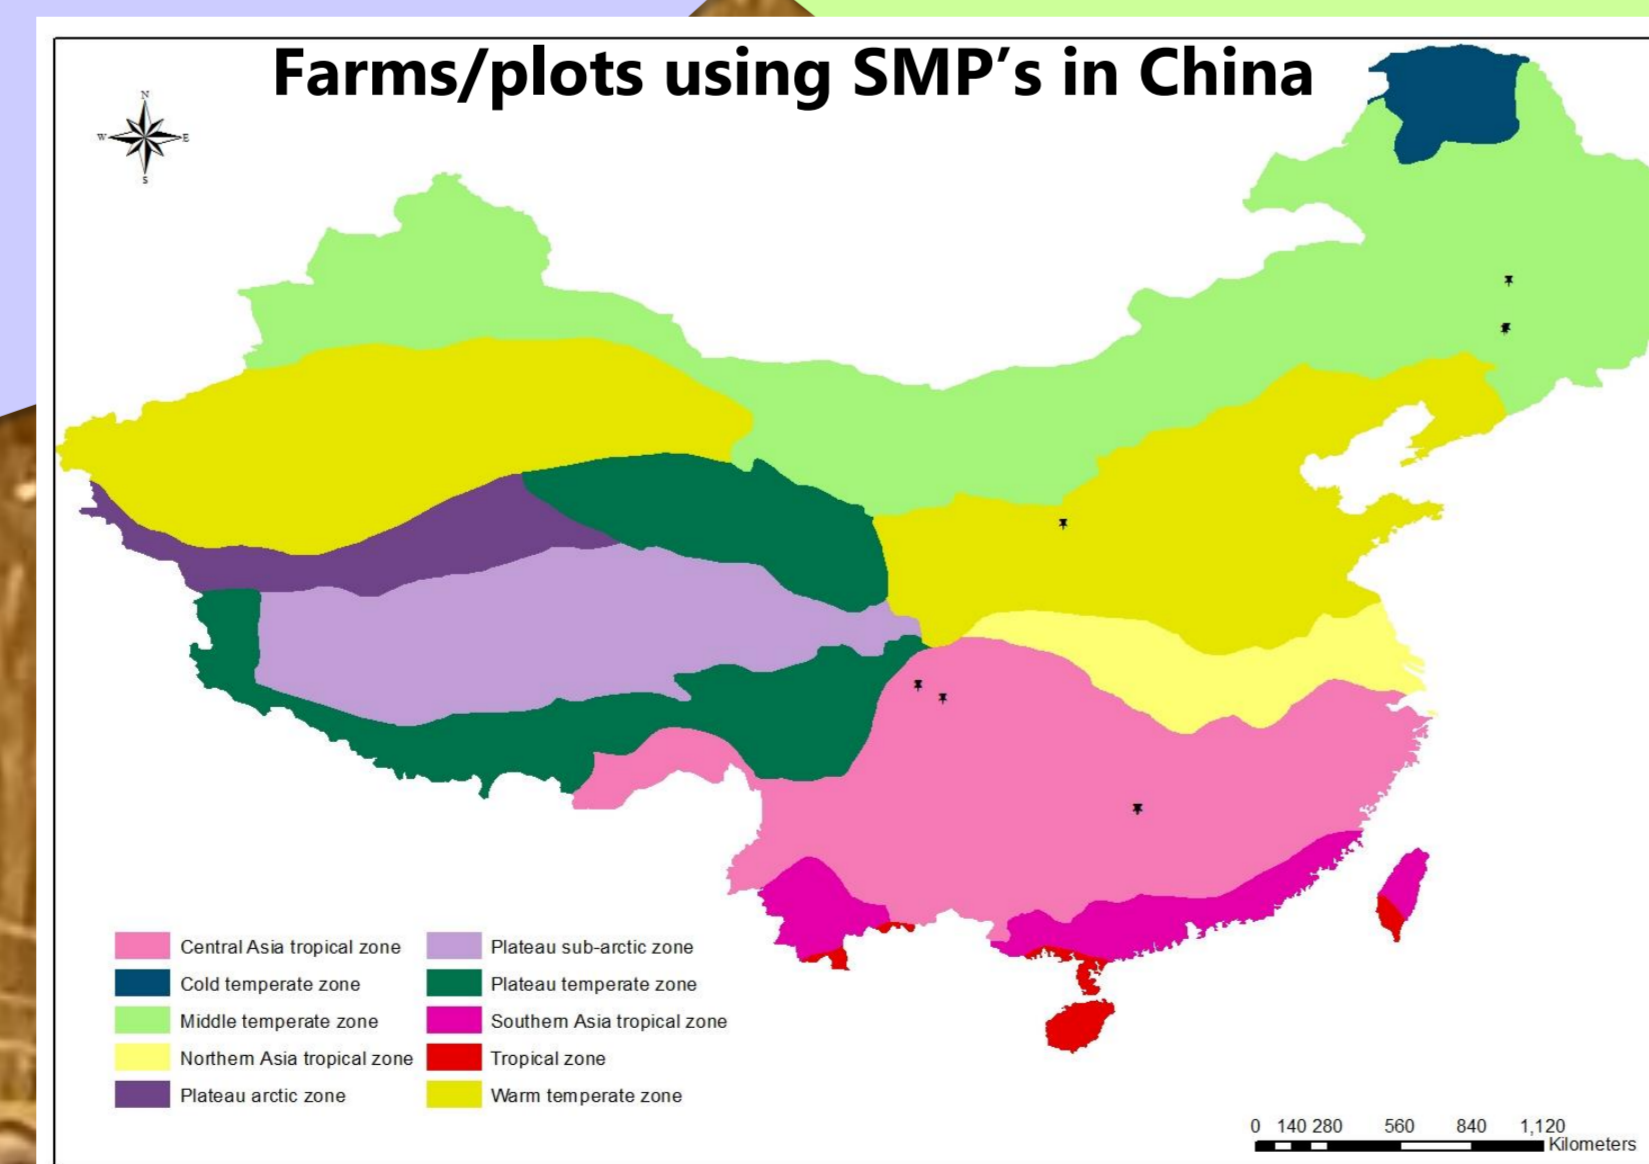 Farms/plots using SMP’s in China
N
W E
S
Central Asia tropical zone
Cold temperate zone
Middle temperate zone
Northern Asia tropical zone
Plateau arctic zone
Plateau sub-arctic zone
Plateau temperate zone
Southern Asia tropical zone
Tropical zone
Warm temperate zone
0 140 280 560 840 1,120
Kilometers